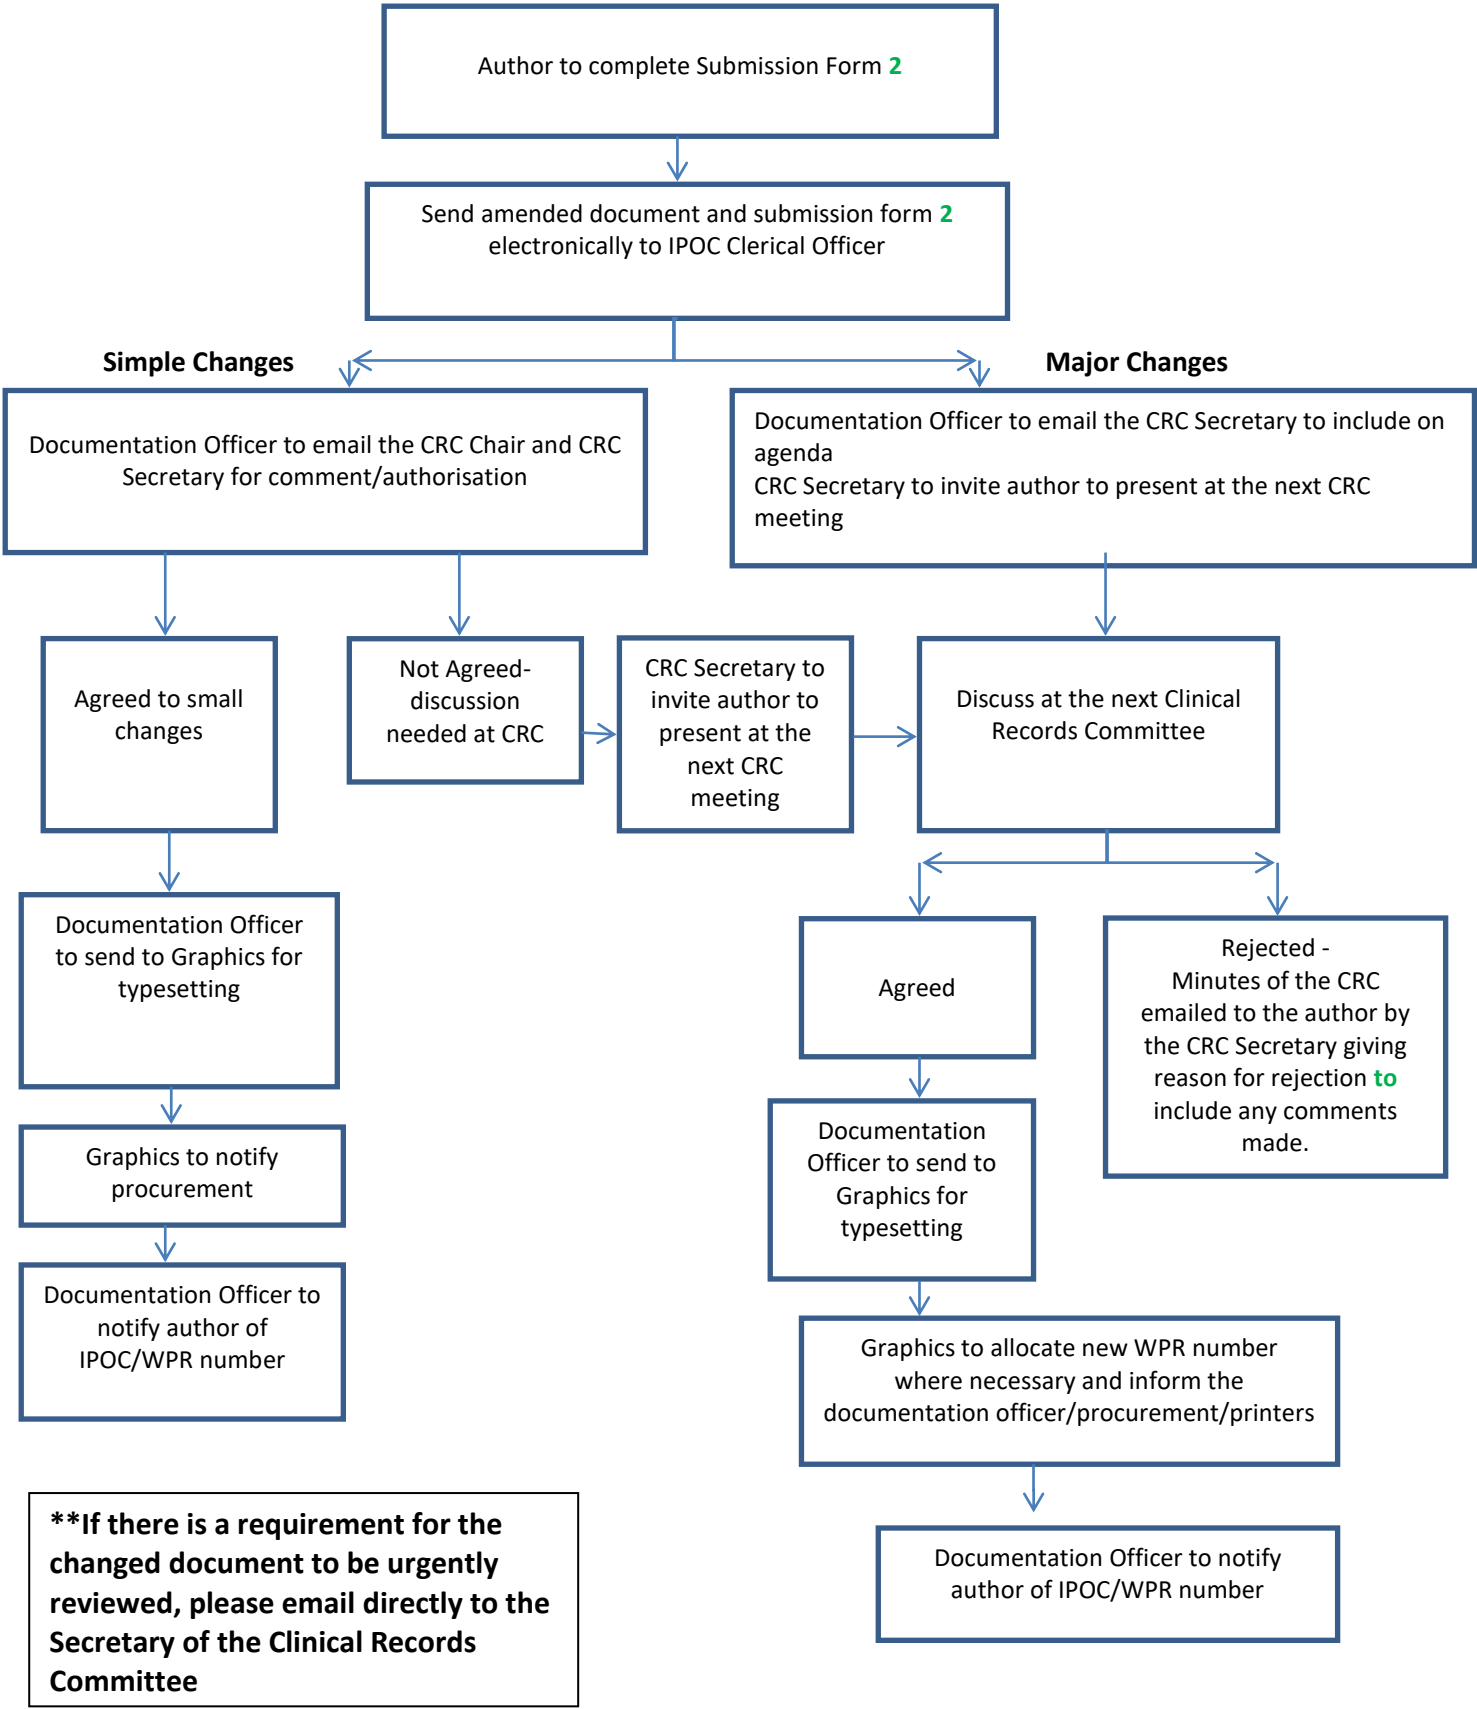 Author to complete Submission Form 2
Send amended document and submission form 2
electronically to IPOC Clerical Officer
Simple Changes
Major Changes
Documentation Officer to email the CRC Chair and CRC
Secretary for comment/authorisation
Documentation Officer to email the CRC Secretary to include on
agenda
CRC Secretary to invite author to present at the next CRC
meeting
Agreed to small
changes
Not Agreed-
discussion
needed at CRC
CRC Secretary to
invite author to
present at the
next CRC
meeting
Discuss at the next Clinical
Records Committee
Documentation Officer
to send to Graphics for
typesetting
Graphics to notify
procurement
Documentation Officer to
notify author of
IPOC/WPR number
Agreed
Rejected -
Minutes of the CRC
emailed to the author by
the CRC Secretary giving
reason for rejection to
include any comments
made.
Documentation
Officer to send to
Graphics for
typesetting
Graphics to allocate new WPR number
where necessary and inform the
documentation officer/procurement/printers
Documentation Officer to notify
author of IPOC/WPR number
**If there is a requirement for the
changed document to be urgently
reviewed, please email directly to the
Secretary of the Clinical Records
Committee